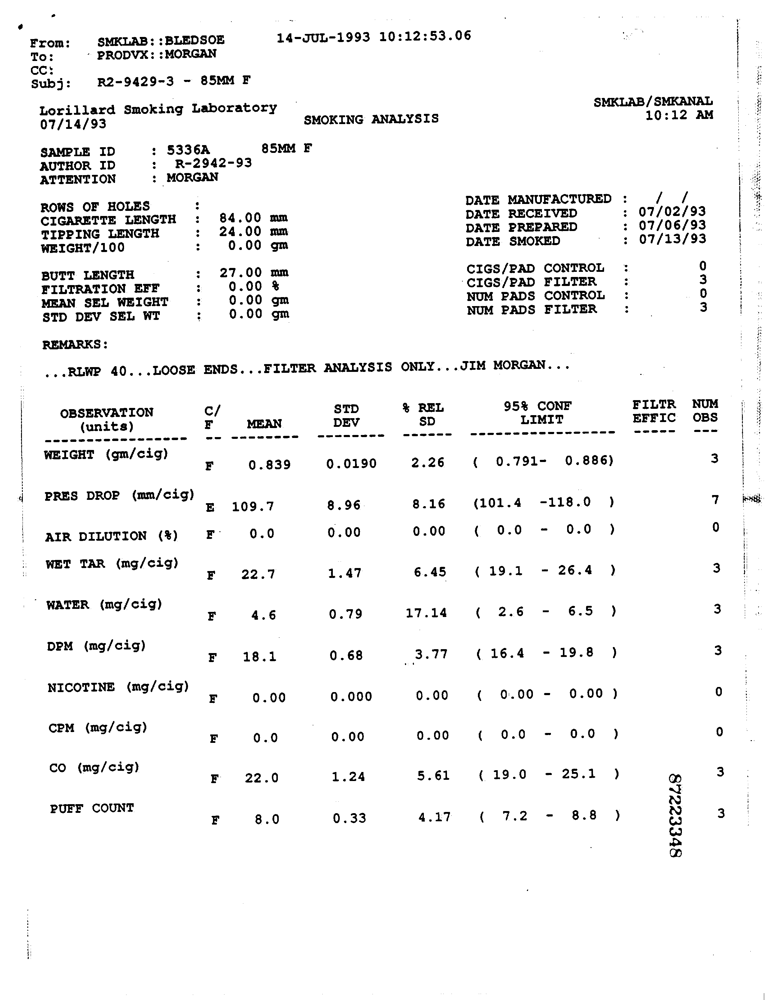 From: SMKLAB::BLEDSOE 14-JUL-1993 10:12:53.06
To: PRODVX::MORGAN
CC:
Subj: R2-9429-3 - 85MM F
Lorillard Smoking Laboratory SMKLAB/SMKANAL
07/14/93 SMOKING ANALYSIS 10:12 AM
SAMPLE ID : 5336A 85MM F
AUTHOR ID : R-2942-93
ATTENTION : MORGAN
ROWS OF HOLES : DATE MANUFACTURED : / /
CIGARETTE LENGTH : 84.00 mm DATE RECEIVED : 07/02/93
TIPPING LENGTH : 24.00 mm DATE PREPARED : 07/06/93
WEIGHT/100 : 0.00 gm DATE SMOKED : 07/13/93
BUTT LENGTH : 27.00 mm CIGS/PAD CONTROL : 0
FILTRATION EFF : 0.00 % CIGS/PAD FILTER : 3
MEAN SEL WEIGHT : 0.00 gm NUM PADS CONTROL : 0
STD DEV SEL WT : 0.00 gm NUM PADS FILTER : 3
REMARKS:
...RLWP 40...LOOSE ENDS...FILTER ANALYSIS ONLY...JIM MORGAN...
OBSERVATION C/ STD % REL 95% CONF FILTR NUM
(units) F MEAN DEV SD LIMIT EFFIC OBS
----------------- -- -------- -------- ------ ------------------ ----- ---
WEIGHT (gm/cig) F 0.839 0.0190 2.26 ( 0.791- 0.886) 3
PRES DROP (mm/cig) E 109.7 8.96 8.16 (101.4 -118.0 ) 7
AIR DILUTION (%) F 0.0 0.00 0.00 ( 0.0 - 0.0 ) 0
WET TAR (mg/cig) F 22.7 1.47 6.45 ( 19.1 - 26.4 ) 3
WATER (mg/cig) F 4.6 0.79 17.14 ( 2.6 - 6.5 ) 3
DPM (mg/cig) F 18.1 0.68 3.77 ( 16.4 - 19.8 ) 3
NICOTINE (mg/cig) F 0.00 0.000 0.00 ( 0.00 - 0.00 ) 0
CPM (mg/cig) F 0.0 0.00 0.00 ( 0.0 - 0.0 ) 0
CO (mg/cig) F 22.0 1.24 5.61 ( 19.0 - 25.1 ) 3
PUFF COUNT F 8.0 0.33 4.17 ( 7.2 - 8.8 ) 3
87223348